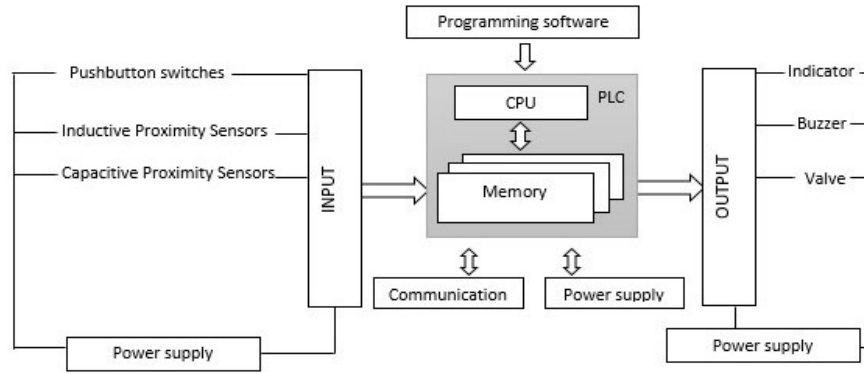 Programming software
Pushbutton switches
Inductive Proximity Sensors
Capacitive Proximity Sensors
INPUT
CPU
PLC
Memory
OUTPUT
Indicator
Buzzer
Valve
Communication
Power supply
Power supply
Power supply